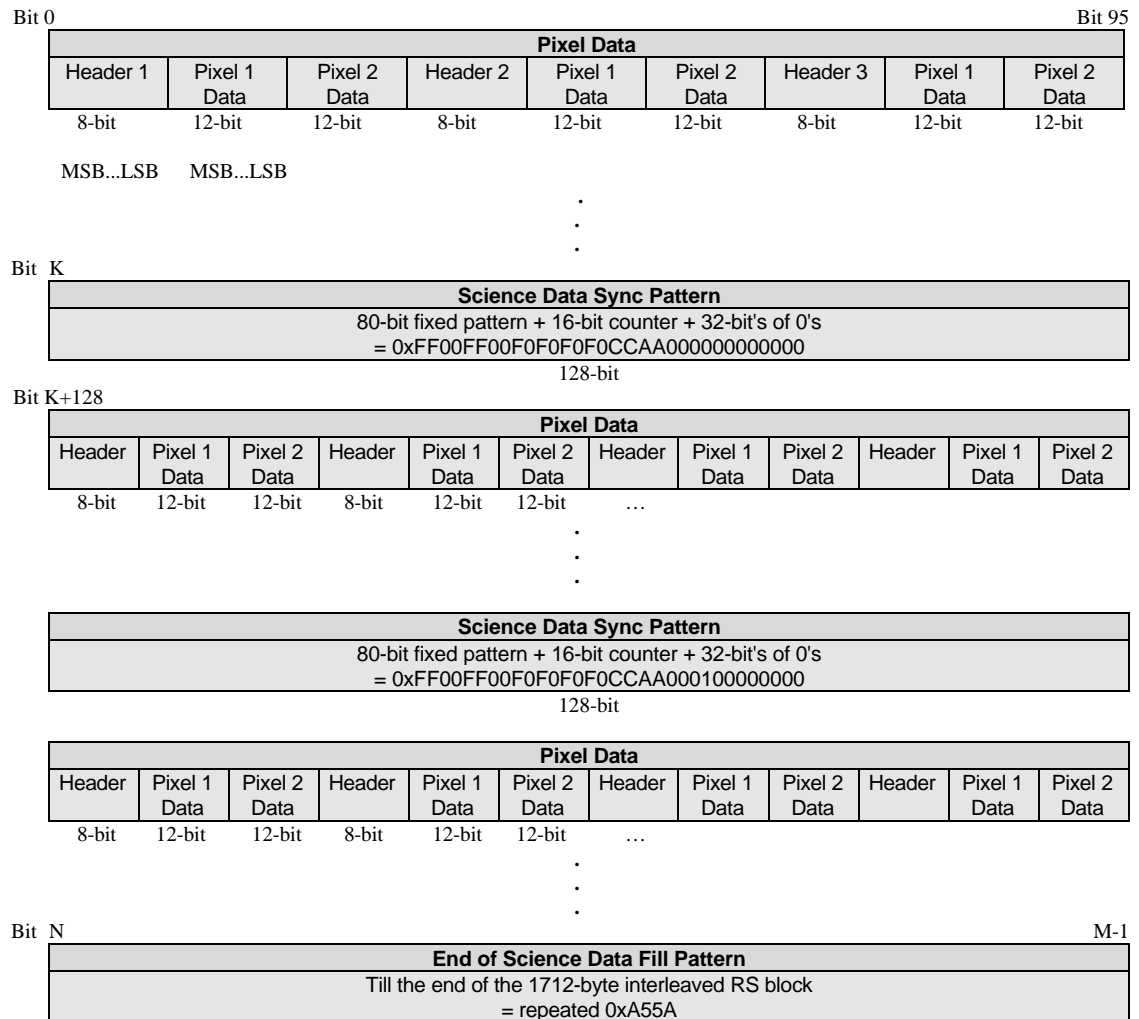 Bit 0 Bit 95
Pixel Data
Header 1 Pixel 1 Data Pixel 2 Data Header 2 Pixel 1 Data Pixel 2 Data Header 3 Pixel 1 Data Pixel 2 Data
8-bit 12-bit 12-bit 8-bit 12-bit 12-bit 8-bit 12-bit 12-bit
MSB...LSB MSB...LSB
.
.
.
Bit K
Science Data Sync Pattern
80-bit fixed pattern + 16-bit counter + 32-bit's of 0's
= 0xFF00FF00F0F0F0F0CCAA000000000000
128-bit
Bit K+128
Pixel Data
Header Pixel 1 Data Pixel 2 Data Header Pixel 1 Data Pixel 2 Data Header Pixel 1 Data Pixel 2 Data Header Pixel 1 Data Pixel 2 Data
8-bit 12-bit 12-bit 8-bit 12-bit 12-bit …
.
.
.
Science Data Sync Pattern
80-bit fixed pattern + 16-bit counter + 32-bit's of 0's
= 0xFF00FF00F0F0F0F0CCAA000100000000
128-bit
Pixel Data
Header Pixel 1 Data Pixel 2 Data Header Pixel 1 Data Pixel 2 Data Header Pixel 1 Data Pixel 2 Data Header Pixel 1 Data Pixel 2 Data
8-bit 12-bit 12-bit 8-bit 12-bit 12-bit …
.
.
.
Bit N M-1
End of Science Data Fill Pattern
Till the end of the 1712-byte interleaved RS block
= repeated 0xA55A